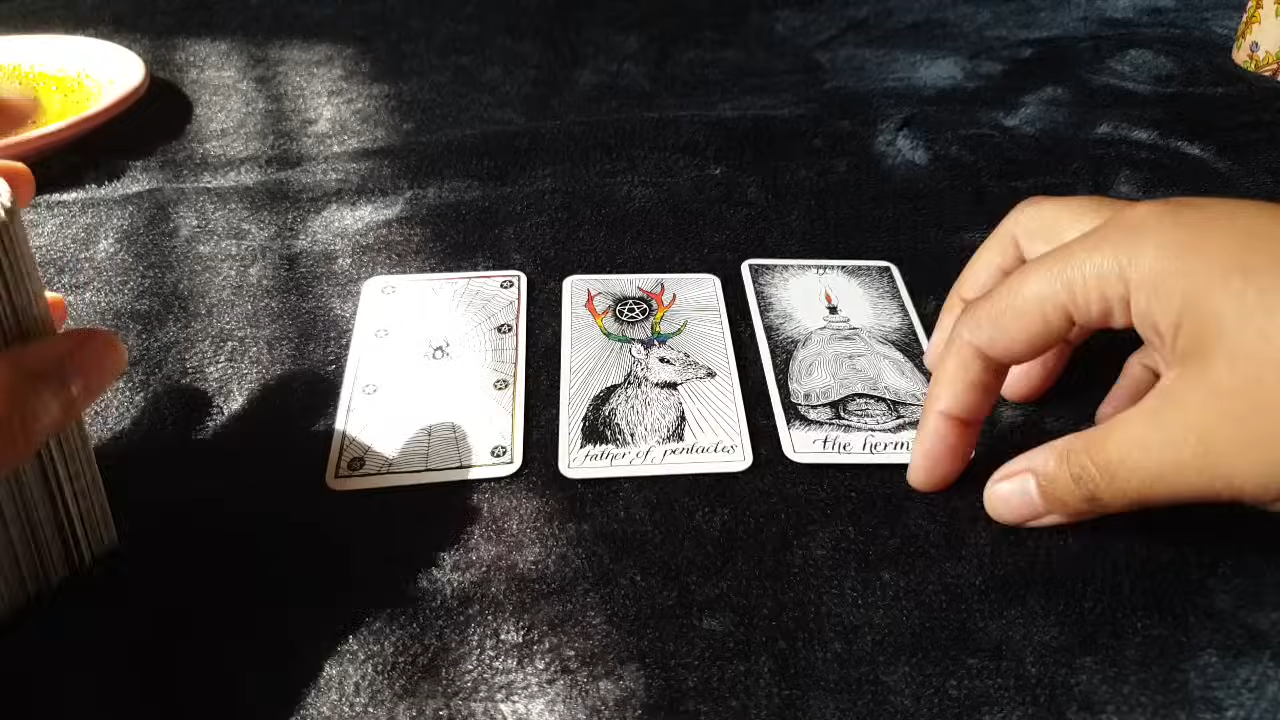 father of pentacles
the herm